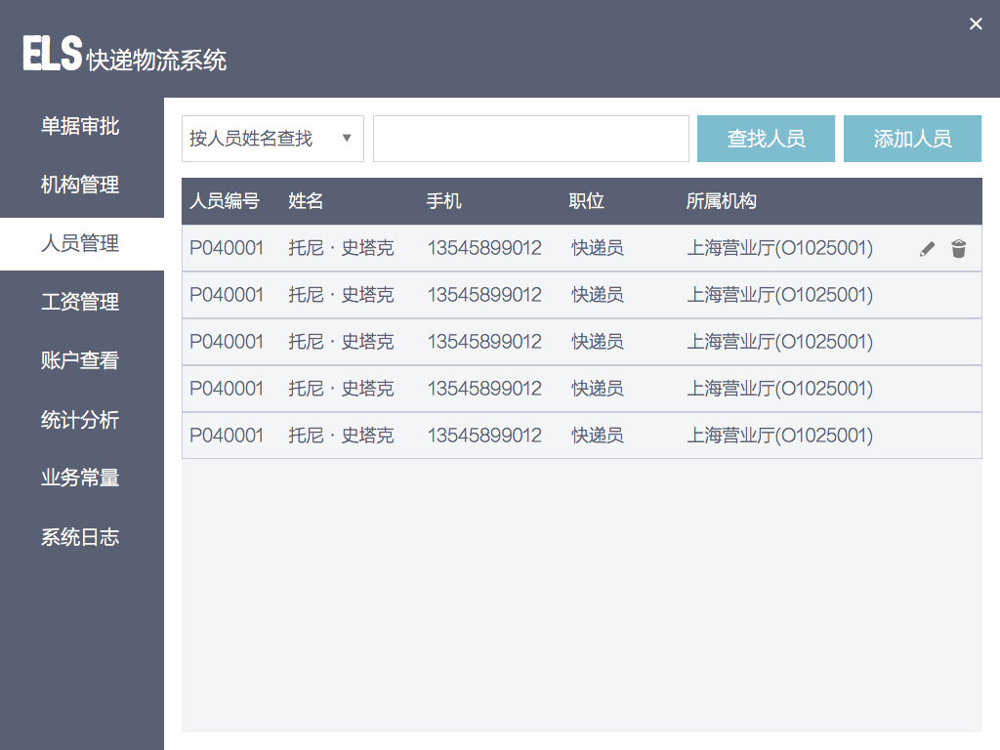 ELS 快递物流系统
单据审批
机构管理
人员管理
工资管理
账户查看
统计分析
业务常量
系统日志
按人员姓名查找 查找人员 添加人员
人员编号 姓名 手机 职位 所属机构
P040001 托尼·史塔克 13545899012 快递员 上海营业厅(O1025001)
P040001 托尼·史塔克 13545899012 快递员 上海营业厅(O1025001)
P040001 托尼·史塔克 13545899012 快递员 上海营业厅(O1025001)
P040001 托尼·史塔克 13545899012 快递员 上海营业厅(O1025001)
P040001 托尼·史塔克 13545899012 快递员 上海营业厅(O1025001)